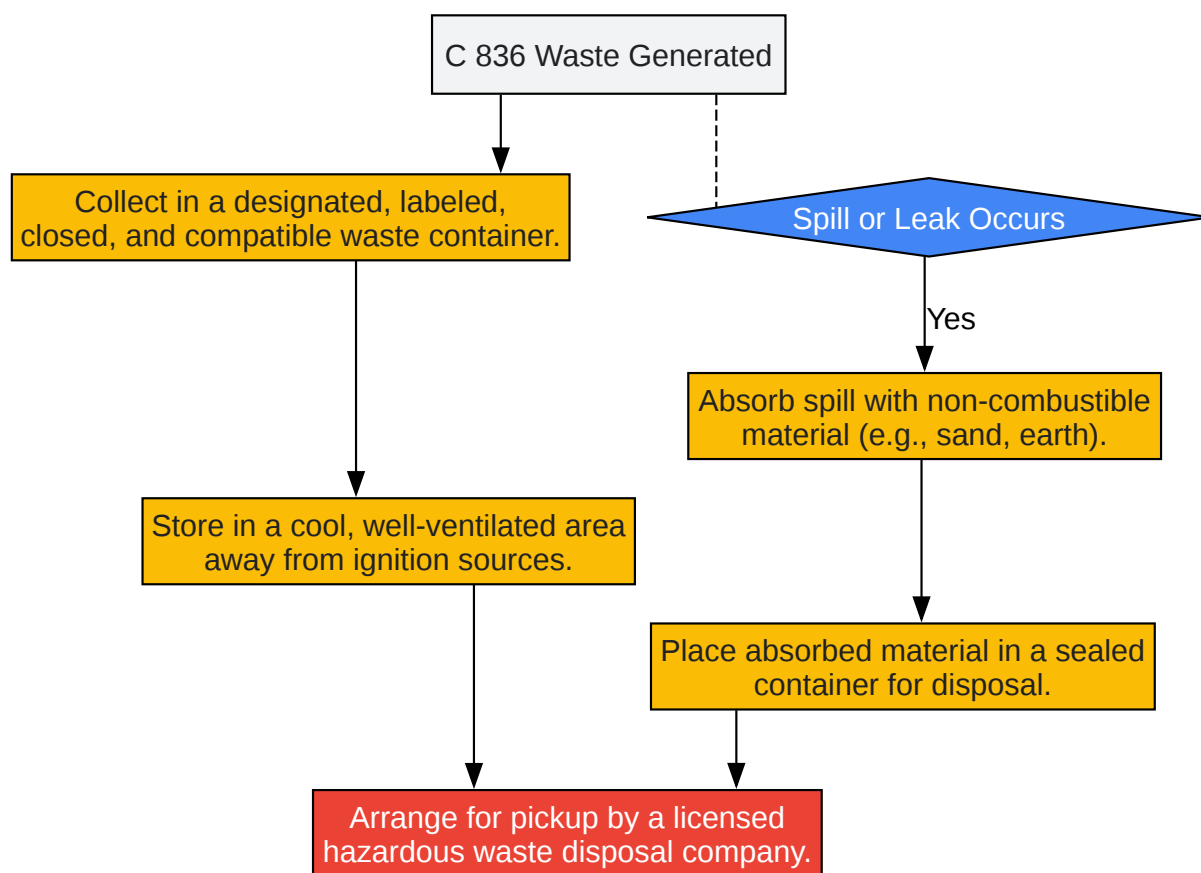 C 836 Waste Generated
Collect in a designated, labeled,
closed, and compatible waste container.
Spill or Leak Occurs
Yes
Absorb spill with non-combustible
material (e.g., sand, earth).
Store in a cool, well-ventilated area
away from ignition sources.
Place absorbed material in a sealed
container for disposal.
Arrange for pickup by a licensed
hazardous waste disposal company.